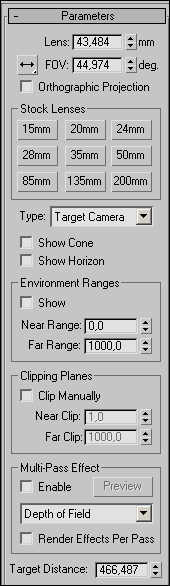 - Parameters
Lens: 43,484 mm
FOV: 44,974 deg.
Orthographic Projection
Stock Lenses
15mm 20mm 24mm
28mm 35mm 50mm
85mm 135mm 200mm
Type: Target Camera
Show Cone
Show Horizon
Environment Ranges
Show
Near Range: 0,0
Far Range: 1000,0
Clipping Planes
Clip Manually
Near Clip: 1,0
Far Clip: 1000,0
Multi-Pass Effect
Enable Preview
Depth of Field
Render Effects Per Pass
Target Distance: 466,487